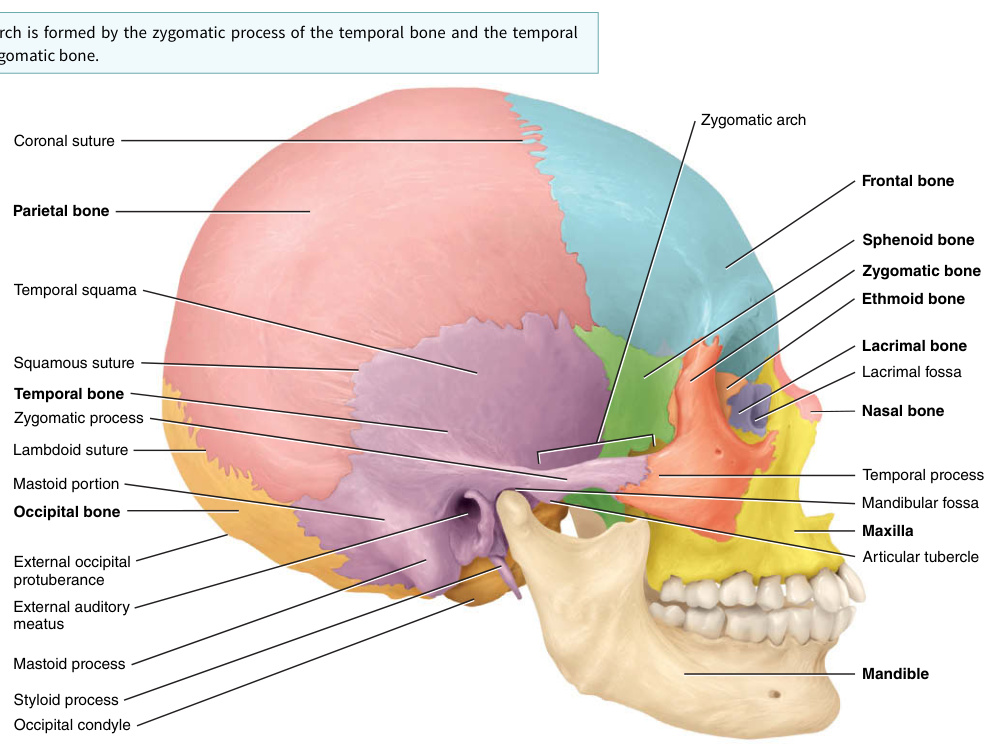 rch is formed by the zygomatic process of the temporal bone and the temporal
gomatic bone.
Coronal suture
Parietal bone
Temporal squama
Squamous suture
Temporal bone
Zygomatic process
Lambdoid suture
Mastoid portion
Occipital bone
External occipital
protuberance
External auditory
meatus
Mastoid process
Styloid process
Occipital condyle
Zygomatic arch
Frontal bone
Sphenoid bone
Zygomatic bone
Ethmoid bone
Lacrimal bone
Lacrimal fossa
Nasal bone
Temporal process
Mandibular fossa
Maxilla
Articular tubercle
Mandible